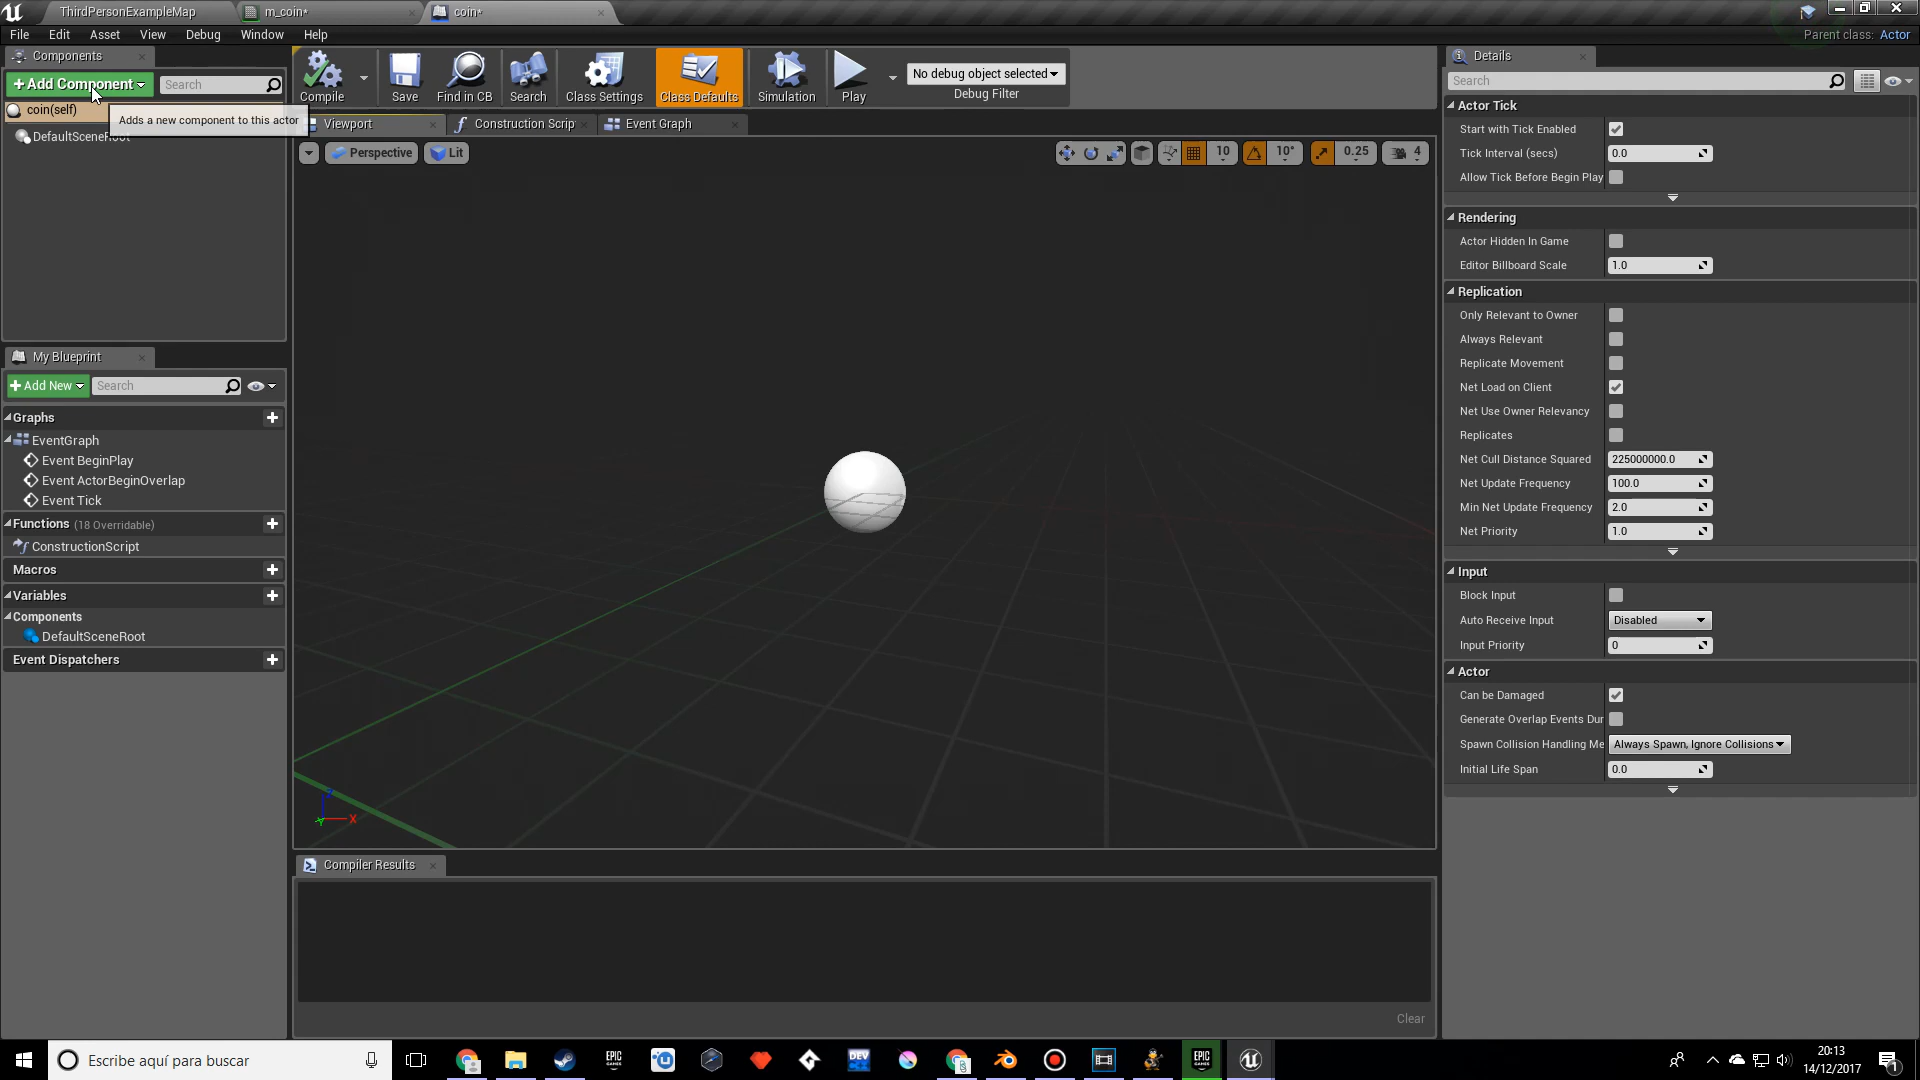 ThirdPersonExampleMap
m_coin*
coin*
File Edit Asset View Debug Window Help
Parent class: Actor
Components
+Add Component
Search
coin(self)
Adds a new component to this actor
DefaultSceneRoot
Compile
Save
Find in CB
Search
Class Settings
Class Defaults
Simulation
Play
No debug object selected
Debug Filter
Viewport
Construction Scrip
Event Graph
Perspective
Lit
10
10°
0.25
4
My Blueprint
+Add New
Search
Graphs
EventGraph
Event BeginPlay
Event ActorBeginOverlap
Event Tick
Functions (18 Overridable)
ConstructionScript
Macros
Variables
Components
DefaultSceneRoot
Event Dispatchers
Z
X
Y
Compiler Results
Clear
Details
Search
Actor Tick
Start with Tick Enabled
Tick Interval (secs) 0.0
Allow Tick Before Begin Play
Rendering
Actor Hidden In Game
Editor Billboard Scale 1.0
Replication
Only Relevant to Owner
Always Relevant
Replicate Movement
Net Load on Client
Net Use Owner Relevancy
Replicates
Net Cull Distance Squared 225000000.0
Net Update Frequency 100.0
Min Net Update Frequency 2.0
Net Priority 1.0
Input
Block Input
Auto Receive Input Disabled
Input Priority 0
Actor
Can be Damaged
Generate Overlap Events Dur
Spawn Collision Handling Me Always Spawn, Ignore Collisions
Initial Life Span 0.0
Escribe aquí para buscar
EPIC GAMES
DEV
EPIC GAMES
20:13
14/12/2017
1